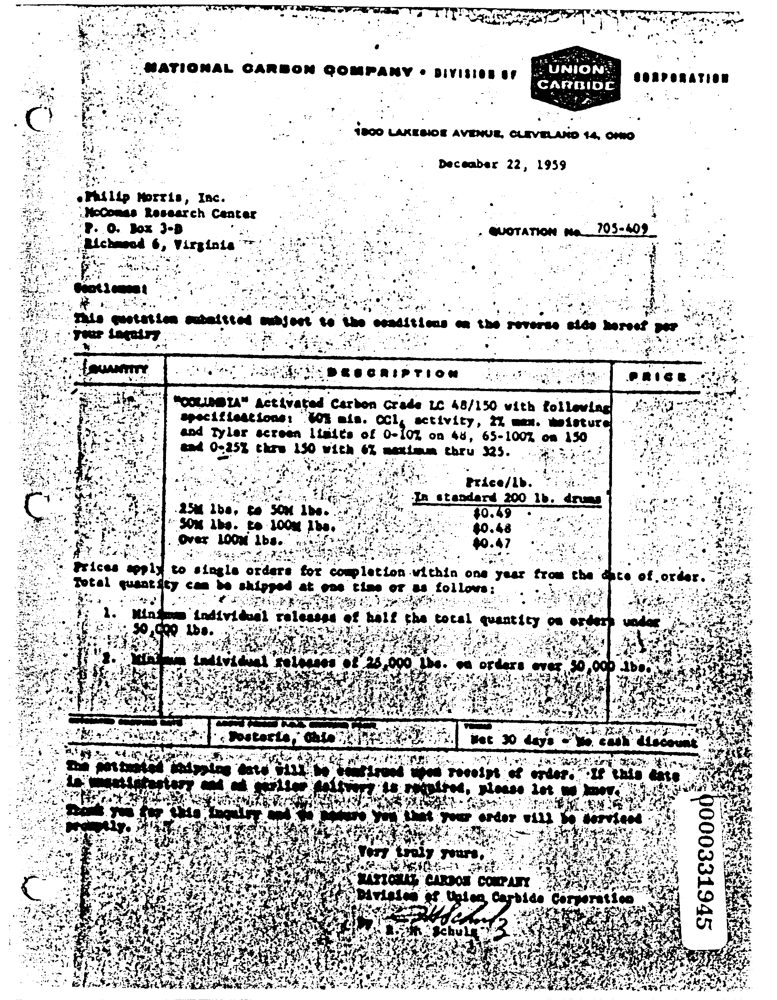 NATIONAL CARBON COMPANY • DIVISION OF UNION CARBIDE CORPORATION
1300 LAKESIDE AVENUE, CLEVELAND 14, OHIO
December 22, 1959
Philip Morris, Inc.
McComas Research Center
P. O. Box 3-D
Richmond 6, Virginia
QUOTATION No. 705-409
Gentlemen:
This quotation submitted subject to the conditions on the reverse side hereof per
your inquiry
QUANTITY DESCRIPTION PRICE
"COLUMBIA" Activated Carbon Grade LC 48/150 with following
specifications: 60% min. CCl4 activity, 2% max. moisture
and Tyler screen limits of 0-10% on 48, 65-100% on 150
and 0-25% thru 150 with 6% maximum thru 325.
Price/lb.
In standard 200 lb. drums
25M lbs. to 50M lbs. $0.49
50M lbs. to 100M lbs. $0.48
Over 100M lbs. $0.47
Prices apply to single orders for completion within one year from the date of order.
Total quantity can be shipped at one time or as follows:
1. Minimum individual releases of half the total quantity on orders under
50,000 lbs.
2. Minimum individual releases of 25,000 lbs. on orders over 50,000 lbs.
ESTIMATED SHIPPING DATE ABOVE PRICES F.O.B. SHIPPING POINT TERMS
Fostoria, Ohio Net 30 days - No cash discount
The estimated shipping date will be confirmed upon receipt of order. If this date
is unsatisfactory and an earlier delivery is required, please let us know.
Thank you for this inquiry and we assure you that your order will be serviced
promptly.
Very truly yours,
NATIONAL CARBON COMPANY
Division of Union Carbide Corporation
By
Schulz
0000331945